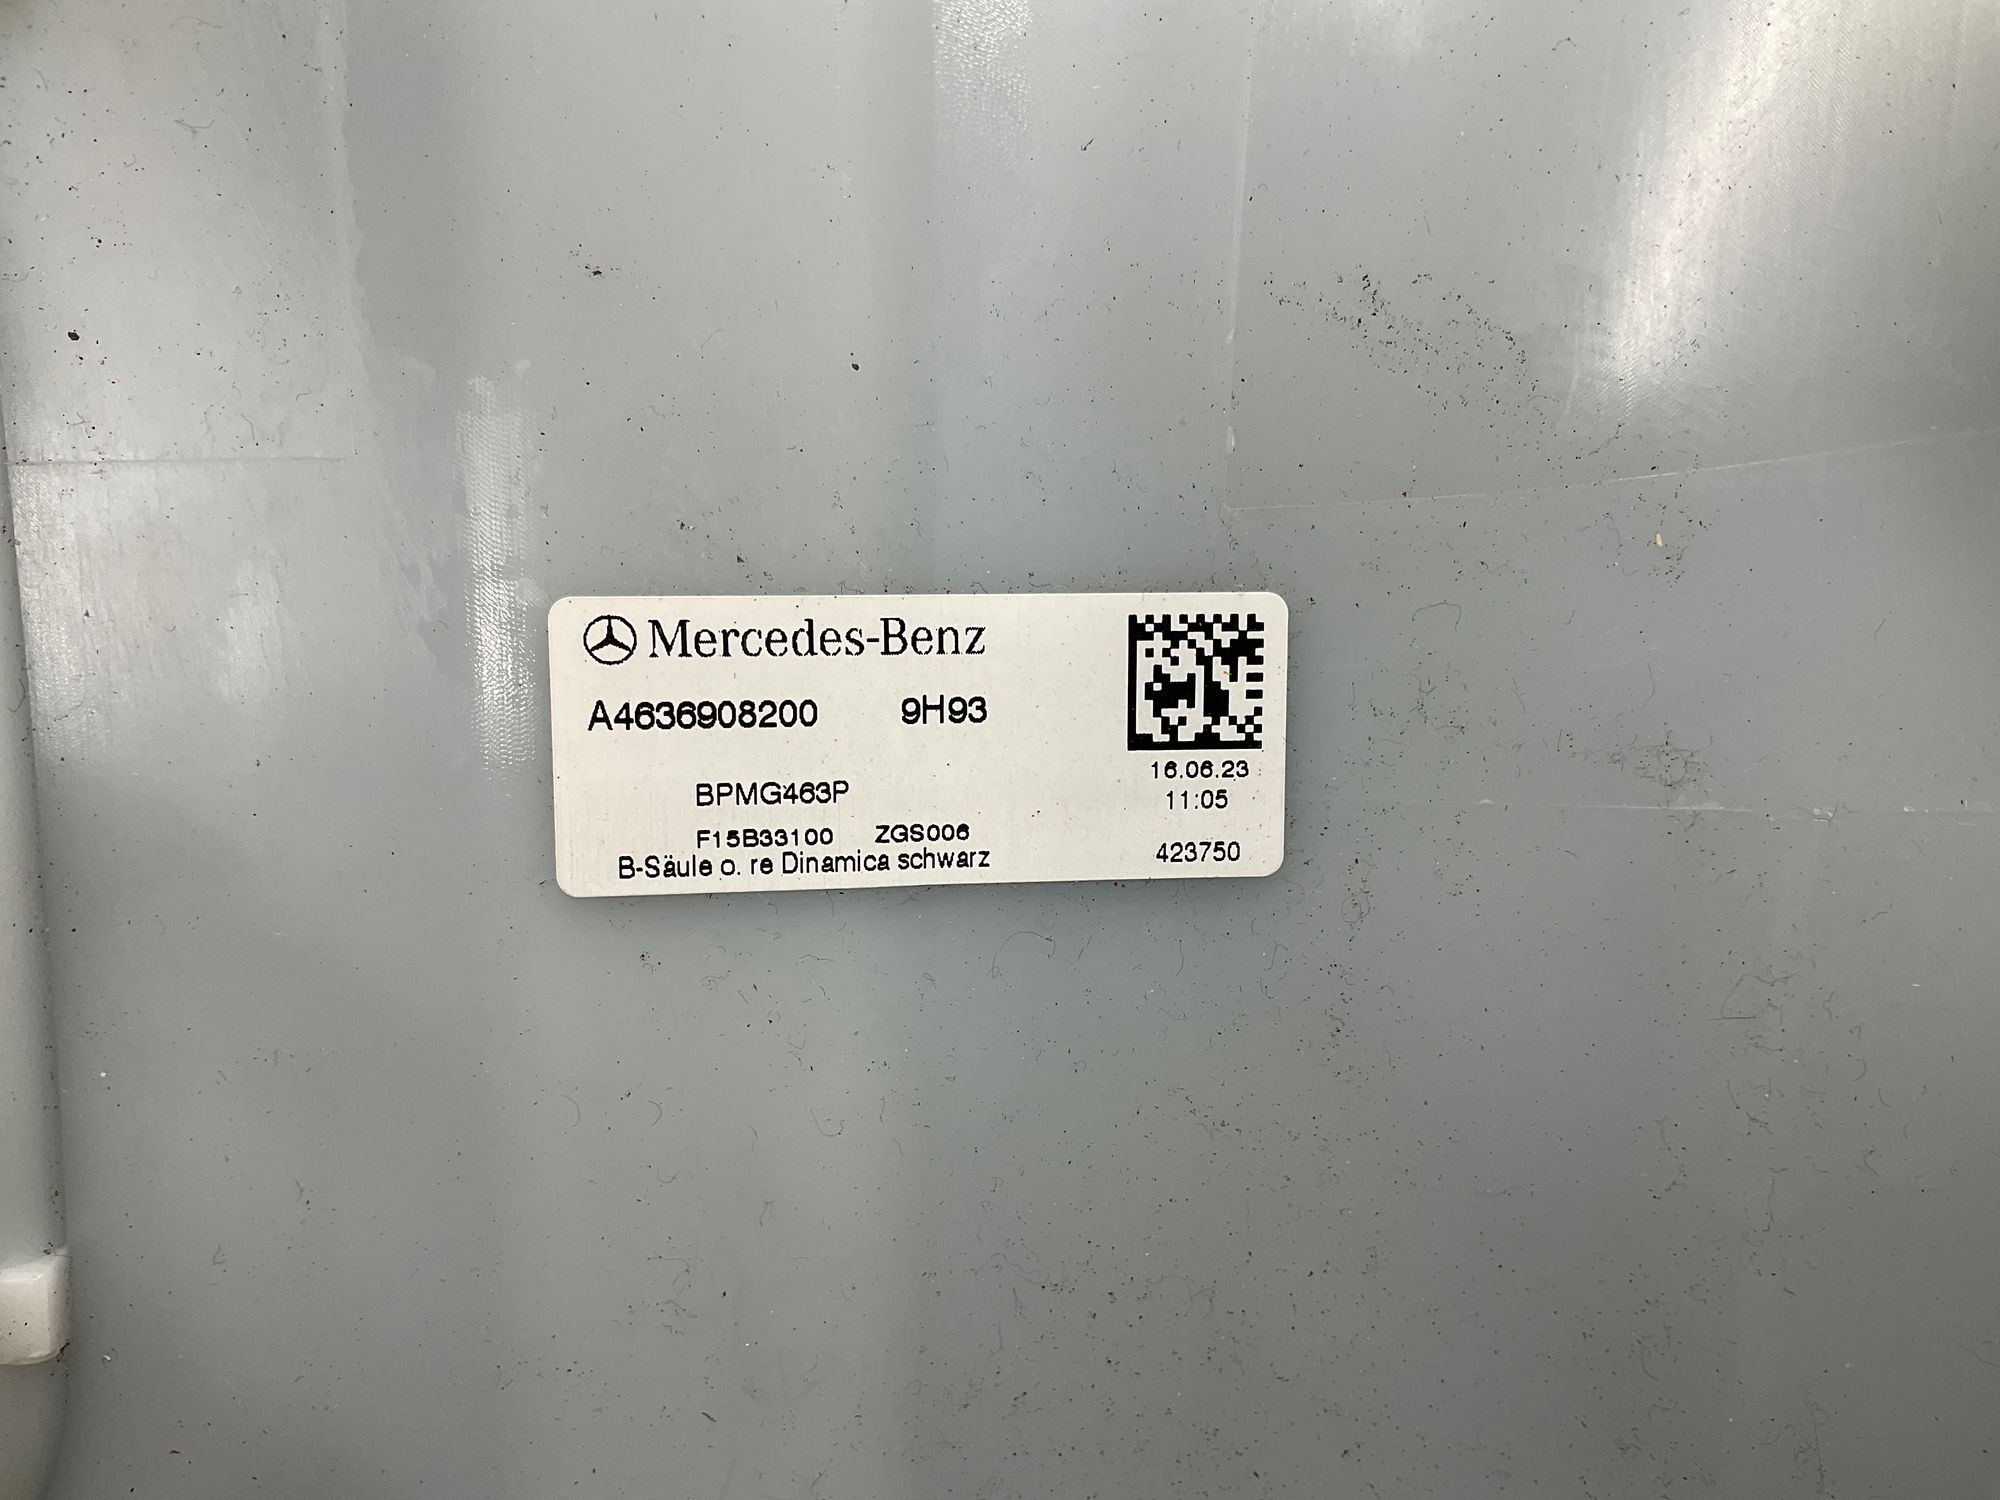 Mercedes-Benz
A4636908200 9H93
16.06.23
BPMG463P
11:05
F15B33100 ZGS006
B-Säule o. re Dinamica schwarz
423750